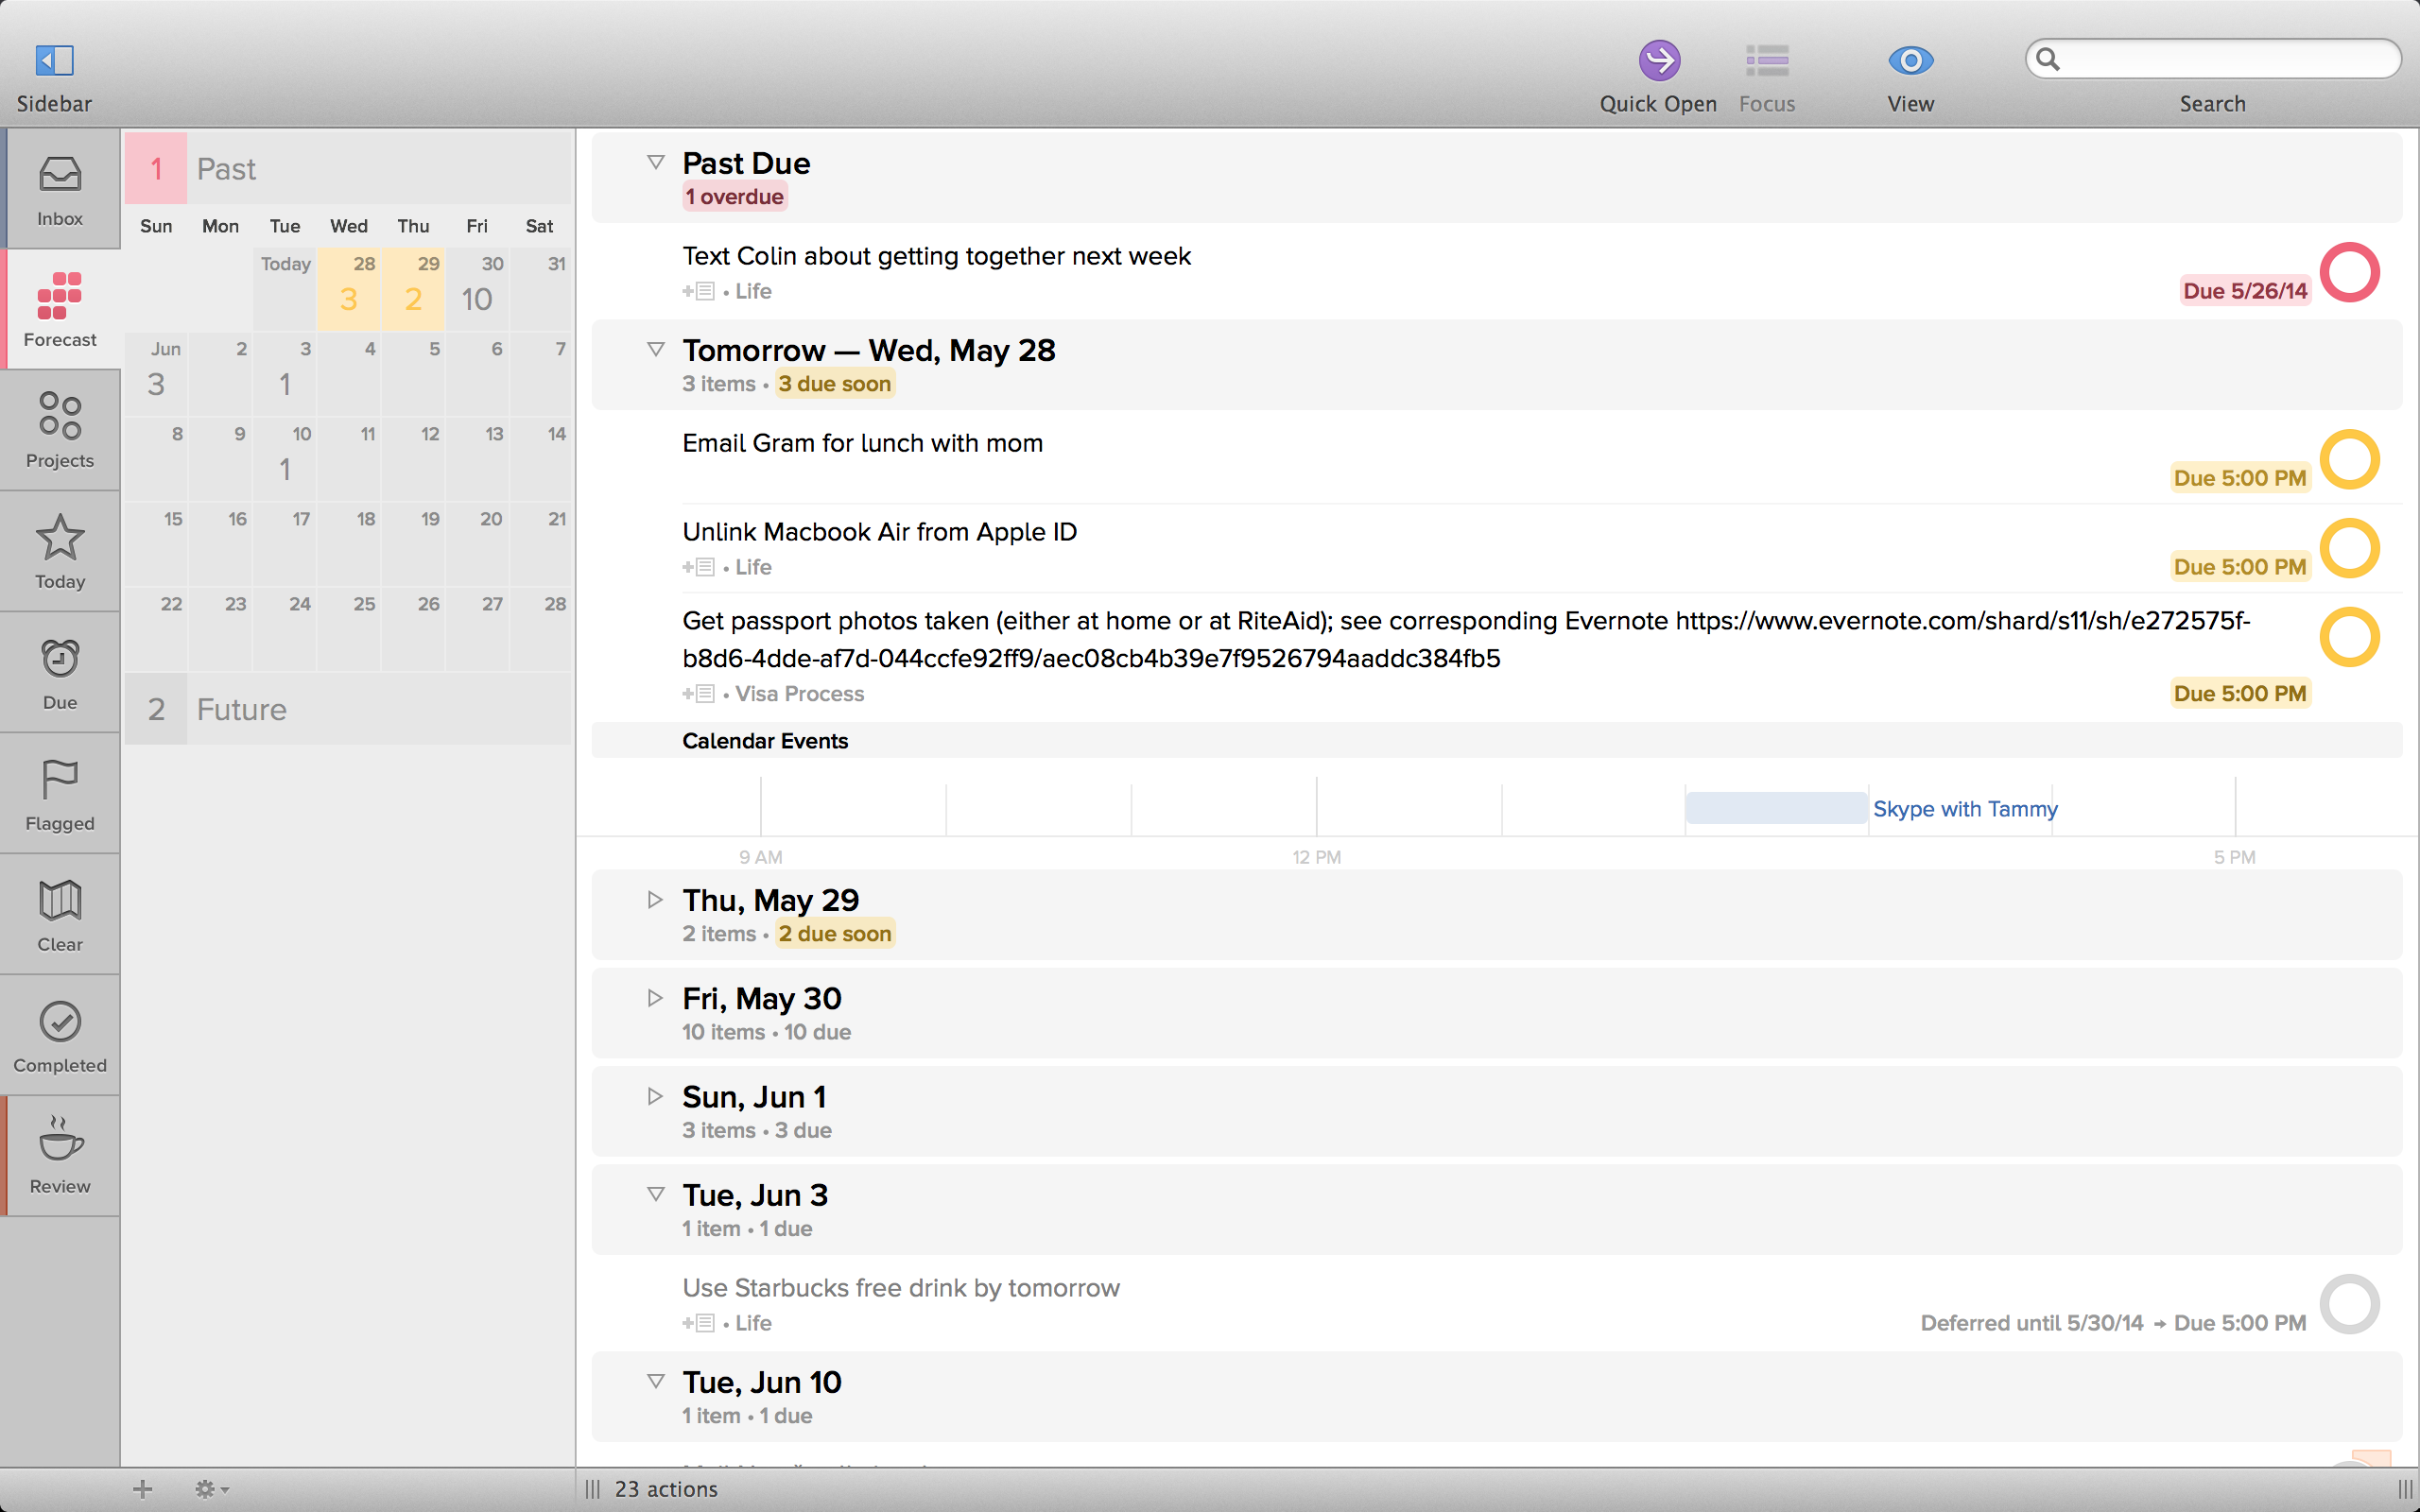 Sidebar
Quick Open
Focus
View
Search
Inbox
Forecast
Projects
Today
Due
Flagged
Clear
Completed
Review
1 Past
Sun Mon Tue Wed Thu Fri Sat
Today 28 29 30 31
3 2 10
Jun 2 3 4 5 6 7
3 1
8 9 10 11 12 13 14
1
15 16 17 18 19 20 21
22 23 24 25 26 27 28
2 Future
Past Due
1 overdue
Text Colin about getting together next week
• Life
Due 5/26/14
Tomorrow — Wed, May 28
3 items • 3 due soon
Email Gram for lunch with mom
Due 5:00 PM
Unlink Macbook Air from Apple ID
• Life
Due 5:00 PM
Get passport photos taken (either at home or at RiteAid); see corresponding Evernote https://www.evernote.com/shard/s11/sh/e272575f-
b8d6-4dde-af7d-044ccfe92ff9/aec08cb4b39e7f9526794aaddc384fb5
• Visa Process
Due 5:00 PM
Calendar Events
Skype with Tammy
9 AM 12 PM 5 PM
Thu, May 29
2 items • 2 due soon
Fri, May 30
10 items • 10 due
Sun, Jun 1
3 items • 3 due
Tue, Jun 3
1 item • 1 due
Use Starbucks free drink by tomorrow
• Life
Deferred until 5/30/14 → Due 5:00 PM
Tue, Jun 10
1 item • 1 due
23 actions